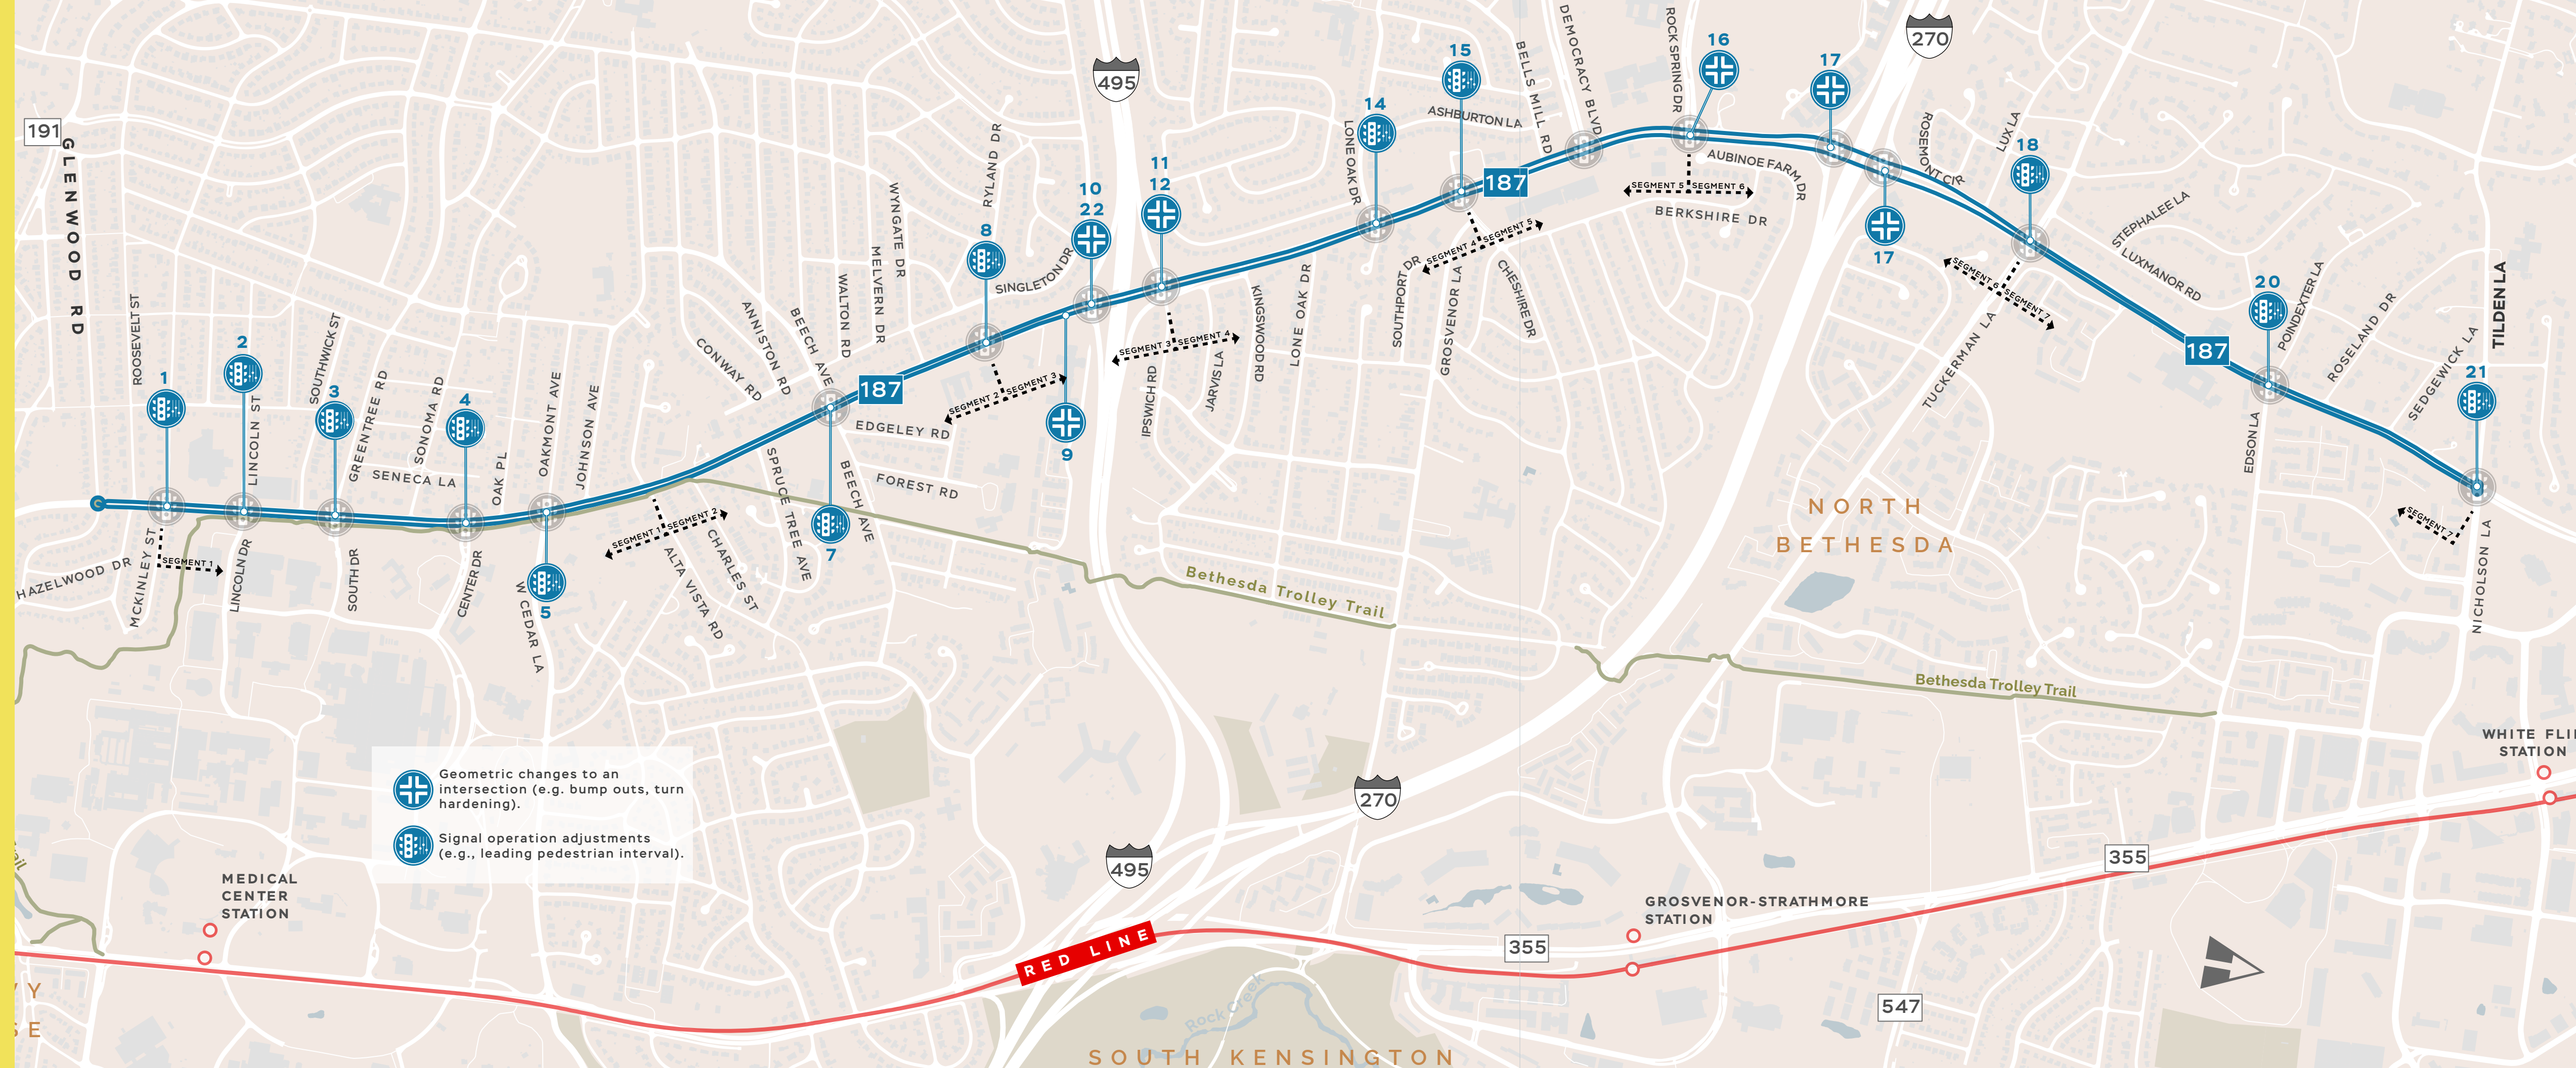 191
GLENWOOD RD
ROOSEVELT ST
1
2
LINCOLN ST
SOUTHWICK ST
3
GREENTREE RD
SONOMA RD
4
SENECA LA
OAK PL
OAKMONT AVE
JOHNSON AVE
CONWAY RD
ANNISTON RD
BEECH AVE
WALTON RD
MELVERN DR
WYNGATE DR
187
8
RYLAND DR
SINGLETON DR
10
22
495
11
12
KINGSWOOD RD
LONE OAK DR
14
LONE OAK DR
15
ASHBURTON LA
BELLS MILL RD
DEMOCRACY BLVD
187
ROCK SPRING DR
16
17
270
ROSEMONT CIR
LUX LA
18
AUBINOE FARM DR
SEGMENT 5
SEGMENT 6
BERKSHIRE DR
17
STEPHALEE LA
LUXMANOR RD
187
20
POINDEXTER LA
ROSELAND DR
SEDGEWICK LA
TILDEN LA
21
HAZELWOOD DR
MCKINLEY ST
SEGMENT 1
LINCOLN DR
SOUTH DR
CENTER DR
W CEDAR LA
5
SEGMENT 1
SEGMENT 2
ALTA VISTA RD
CHARLES ST
SPRUCE TREE AVE
7
BEECH AVE
EDGELEY RD
FOREST RD
SEGMENT 2
SEGMENT 3
9
SEGMENT 3
SEGMENT 4
IPSWICH RD
JARVIS LA
SOUTHPORT DR
SEGMENT 4
SEGMENT 5
GROSVENOR LA
CHESHIRE DR
SEGMENT 6
SEGMENT 7
TUCKERMAN LA
EDSON LA
SEGMENT 7
NICHOLSON LA
NORTH
BETHESDA
Bethesda Trolley Trail
Bethesda Trolley Trail
Geometric changes to an
intersection (e.g. bump outs, turn
hardening).
Signal operation adjustments
(e.g., leading pedestrian interval).
MEDICAL
CENTER
STATION
495
270
RED LINE
355
GROSVENOR-STRATHMORE
STATION
355
547
WHITE FLI
STATION
Rock Creek
SOUTH KENSINGTON